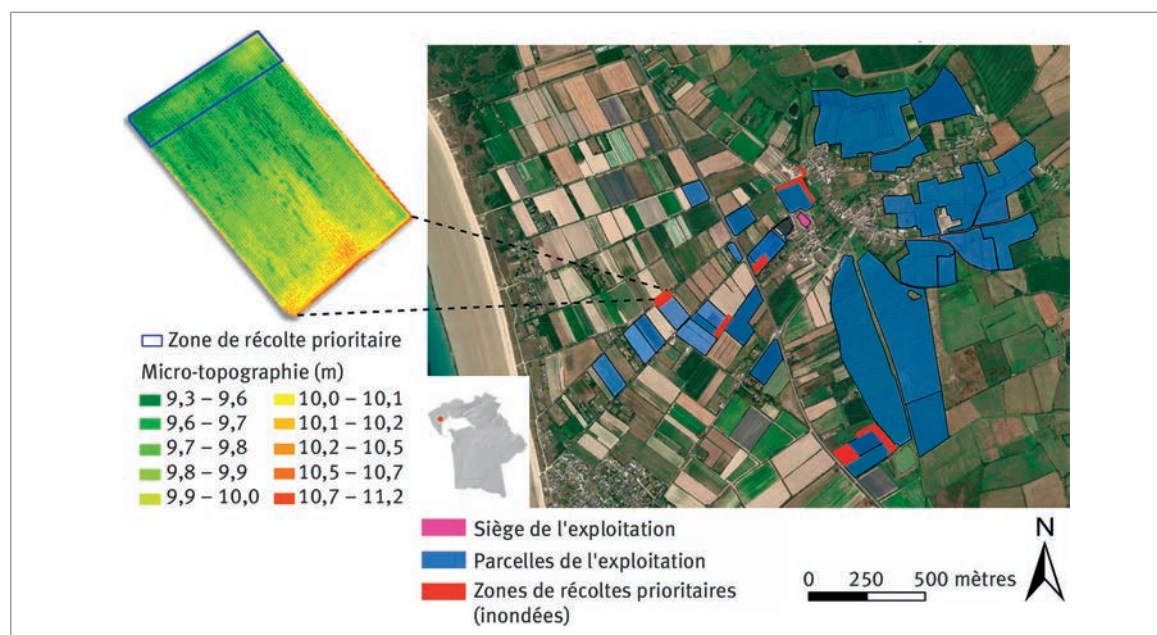 Zone de récolte prioritaire
Micro-topographie (m)
9,3 – 9,6
9,6 – 9,7
9,7 – 9,8
9,8 – 9,9
9,9 – 10,0
10,0 – 10,1
10,1 – 10,2
10,2 – 10,5
10,5 – 10,7
10,7 – 11,2
Siège de l'exploitation
Parcelles de l'exploitation
Zones de récoltes prioritaires
(inondées)
0 250 500 mètres
N